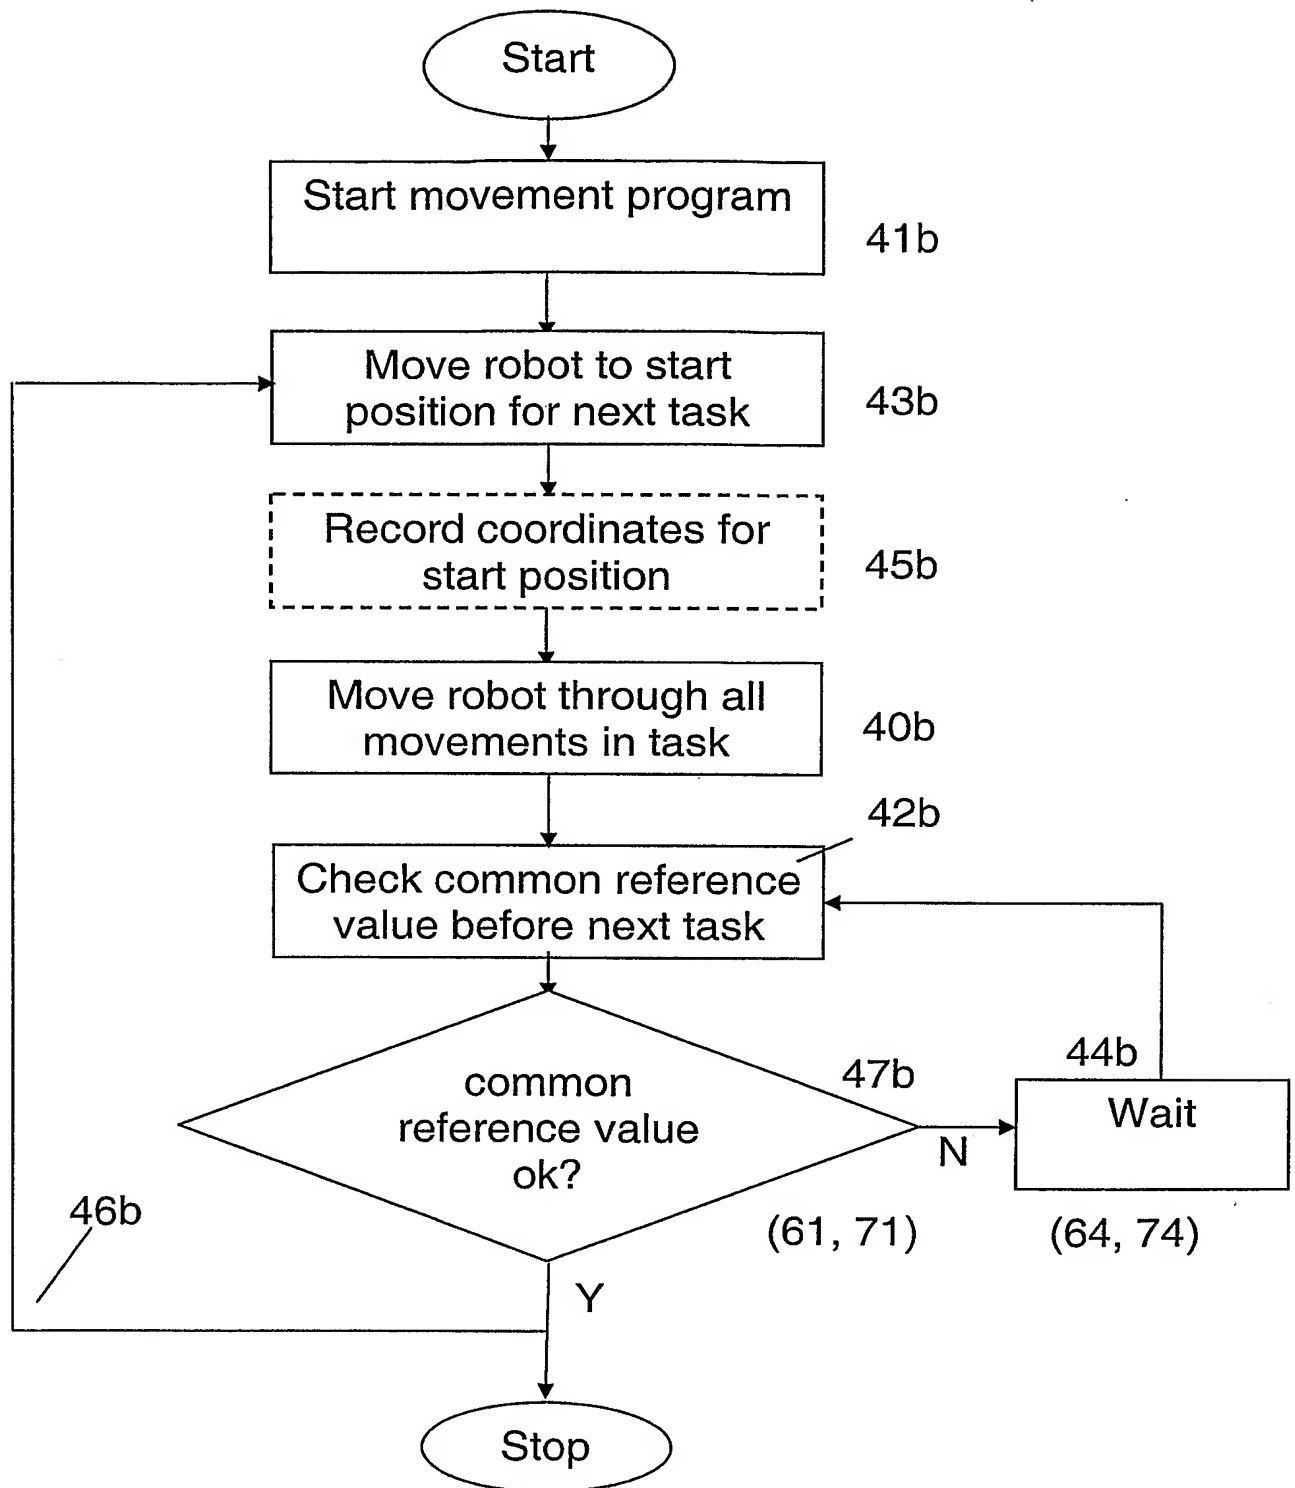 Start
Start movement program
41b
Move robot to start
position for next task
43b
Record coordinates for
start position
45b
Move robot through all
movements in task
40b
42b
Check common reference
value before next task
common
reference value
ok?
47b
N
44b
Wait
(61, 71)
(64, 74)
46b
Y
Stop